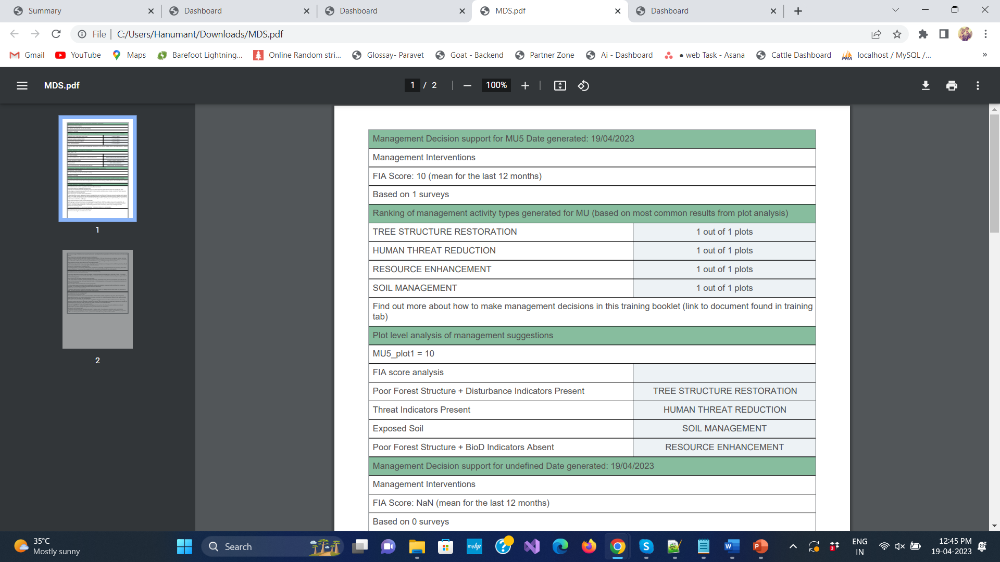 Summary
Dashboard
Dashboard
MDS.pdf
Dashboard
File | C:/Users/Hanumant/Downloads/MDS.pdf
Gmail
YouTube
Maps
Barefoot Lightning...
Online Random stri...
Glossay- Paravet
Goat - Backend
Partner Zone
Ai - Dashboard
● web Task - Asana
Cattle Dashboard
localhost / MySQL /...
»
MDS.pdf
1 / 2
100%
1
2
Management Decision support for MU5 Date generated: 19/04/2023
Management Interventions
FIA Score: 10 (mean for the last 12 months)
Based on 1 surveys
Ranking of management activity types generated for MU (based on most common results from plot analysis)
TREE STRUCTURE RESTORATION 1 out of 1 plots
HUMAN THREAT REDUCTION 1 out of 1 plots
RESOURCE ENHANCEMENT 1 out of 1 plots
SOIL MANAGEMENT 1 out of 1 plots
Find out more about how to make management decisions in this training booklet (link to document found in training
tab)
Plot level analysis of management suggestions
MU5_plot1 = 10
FIA score analysis
Poor Forest Structure + Disturbance Indicators Present TREE STRUCTURE RESTORATION
Threat Indicators Present HUMAN THREAT REDUCTION
Exposed Soil SOIL MANAGEMENT
Poor Forest Structure + BioD Indicators Absent RESOURCE ENHANCEMENT
Management Decision support for undefined Date generated: 19/04/2023
Management Interventions
FIA Score: NaN (mean for the last 12 months)
Based on 0 surveys
35°C
Mostly sunny
Search
ENG
IN
12:45 PM
19-04-2023